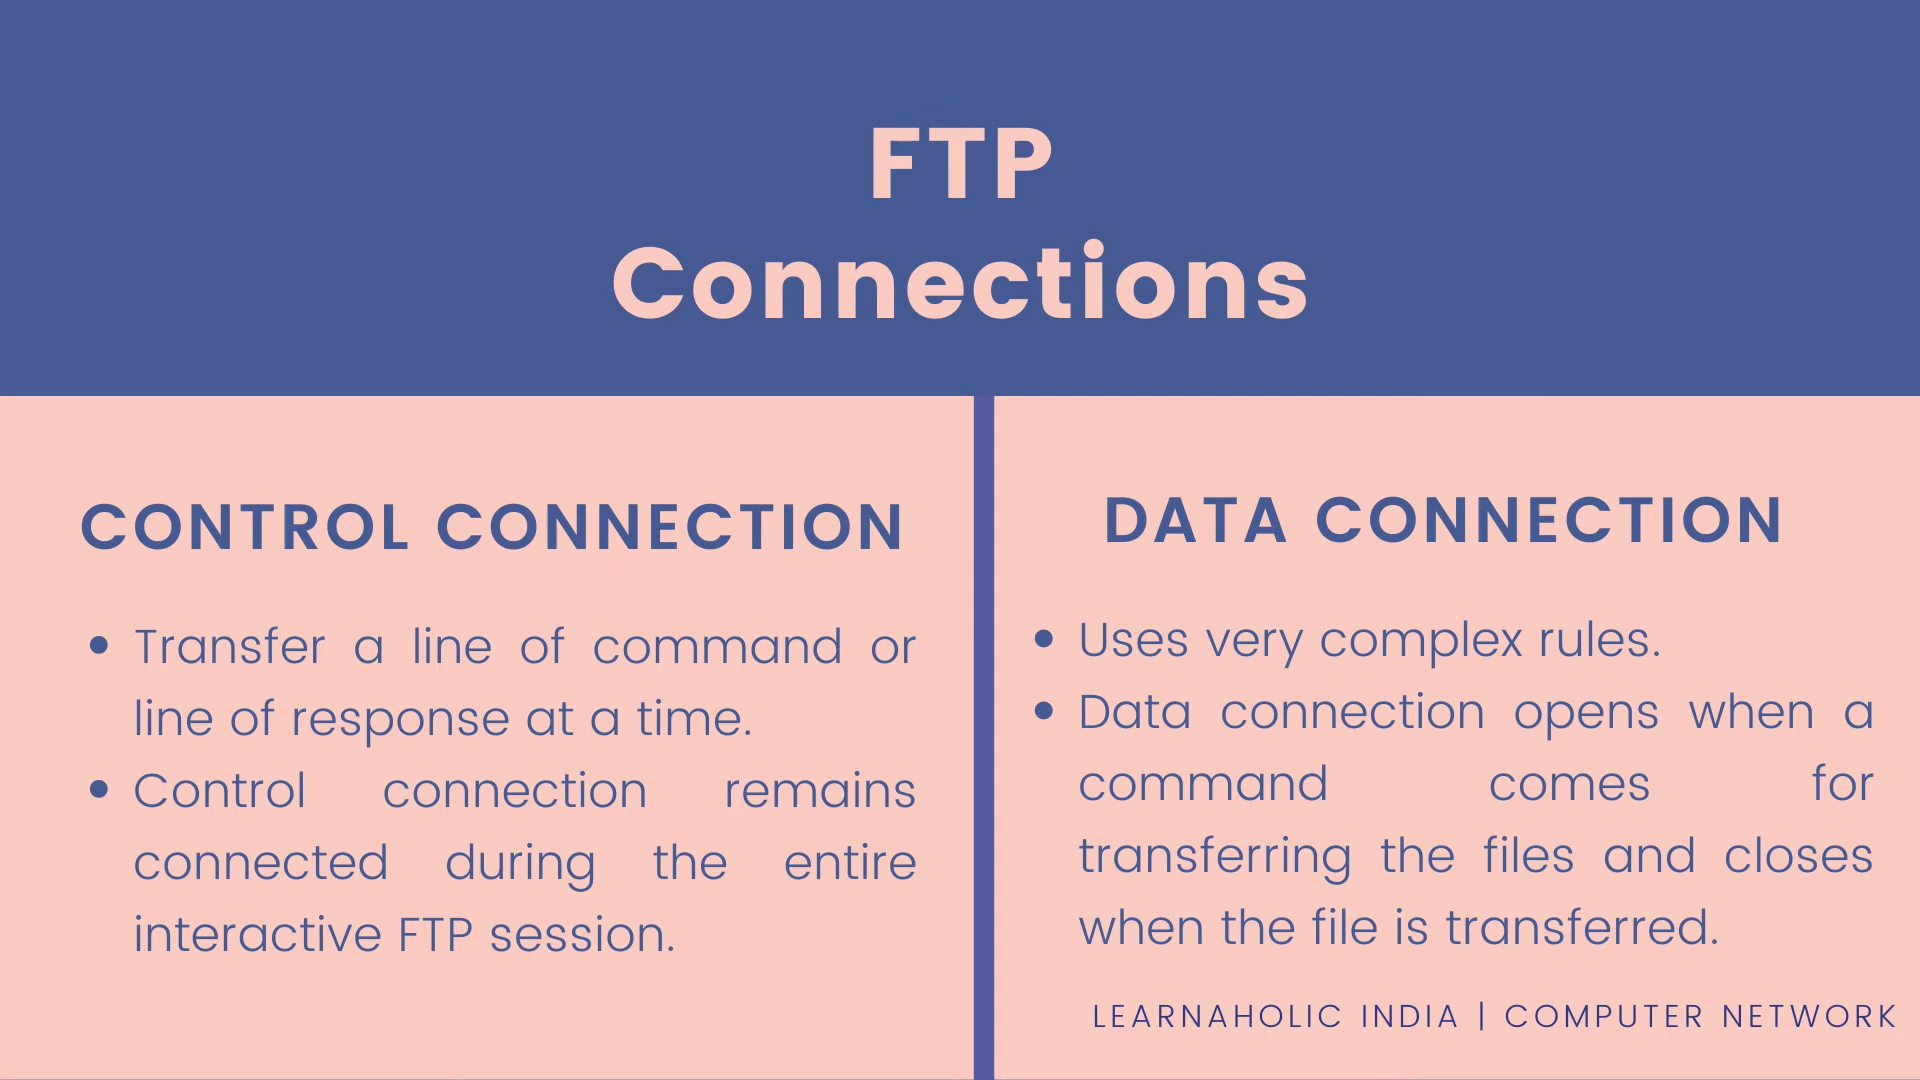 FTP
Connections
CONTROL CONNECTION
• Transfer a line of command or
line of response at a time.
• Control connection remains
connected during the entire
interactive FTP session.
DATA CONNECTION
• Uses very complex rules.
• Data connection opens when a
command comes for
transferring the files and closes
when the file is transferred.
LEARNAHOLIC INDIA | COMPUTER NETWORK